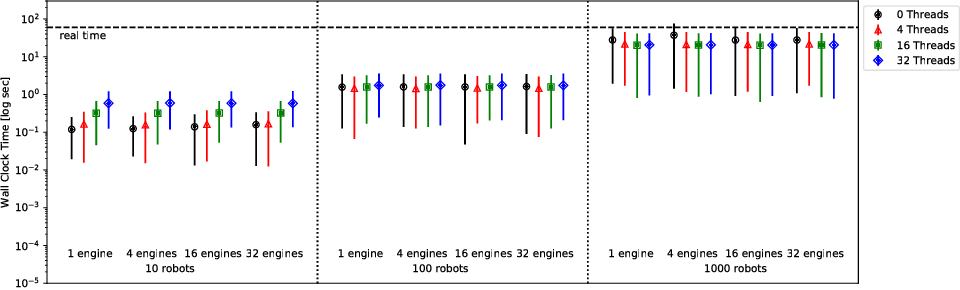 10²
real time
10¹
10⁰
10⁻¹
10⁻²
10⁻³
10⁻⁴
10⁻⁵
Wall Clock Time [log sec]
1 engine 4 engines 16 engines 32 engines
10 robots
1 engine 4 engines 16 engines 32 engines
100 robots
1 engine 4 engines 16 engines 32 engines
1000 robots
0 Threads
4 Threads
16 Threads
32 Threads